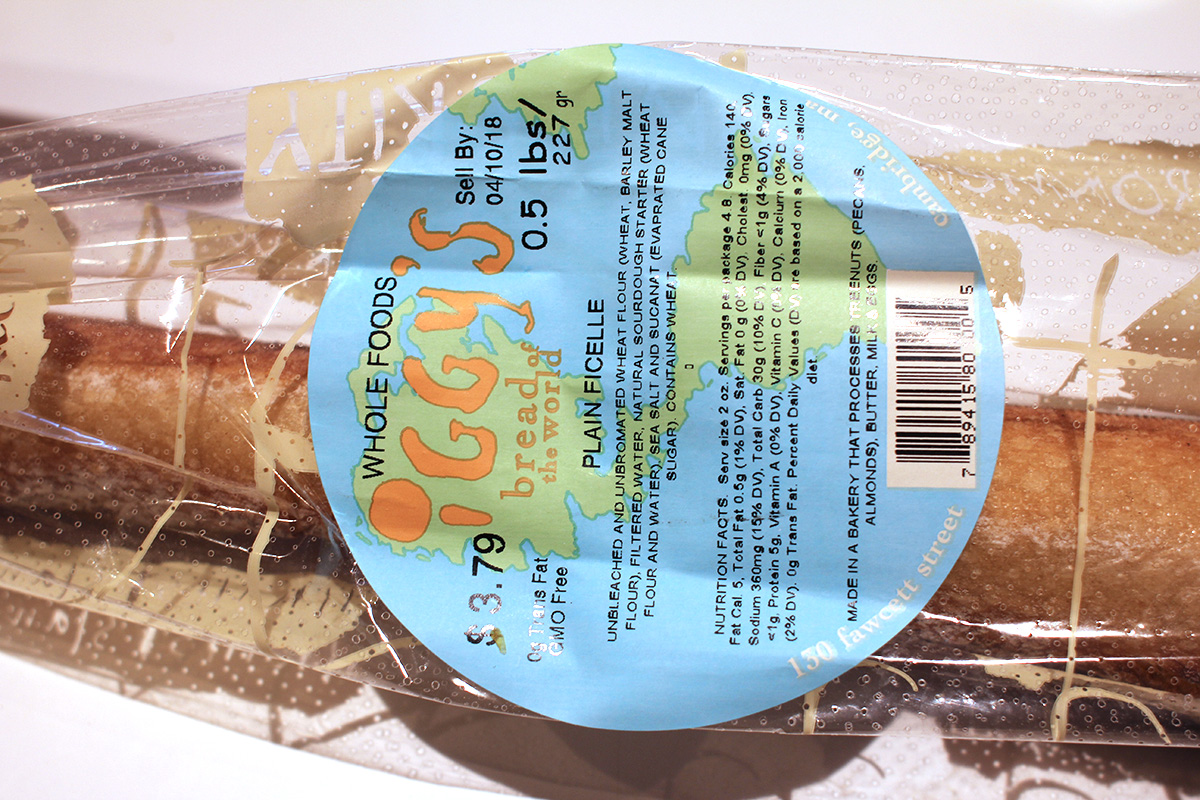 WHOLE FOODS
iGGy'S
bread of
the world
Sell By:
04/10/18
$3.79
0.5 lbs/
227 gr
0g Trans Fat
GMO Free
PLAIN FICELLE
UNBLEACHED AND UNBROMATED WHEAT FLOUR (WHEAT, BARLEY MALT
FLOUR), FILTERED WATER, NATURAL SOURDOUGH STARTER (WHEAT
FLOUR AND WATER), SEA SALT AND SUCANAT (EVAPRATED CANE
SUGAR) CONTAINS WHEAT.
NUTRITION FACTS. Serv size 2 oz. Servings per package 4.8, Calories 140,
Fat Cal. 5, Total Fat 0.5g (1% DV), Sat. Fat 0 g (0% DV), Cholest. 0mg (0% DV),
Sodium 360mg (15% DV), Total Carb 30g (10% DV) Fiber <1g (4% DV), Sugars
<1g, Protein 5g, Vitamin A (0% DV), Vitamin C (0% DV), Calcium (0% DV), Iron
(2% DV). 0g Trans Fat. Percent Daily Values (DV) are based on a 2,000 calorie
diet
MADE IN A BAKERY THAT PROCESSES TREENUTS (PECANS,
ALMONDS), BUTTER, MILK & EGGS.
7 89415 80 00 5
130 fawcett street
cambridge, ma
KITY